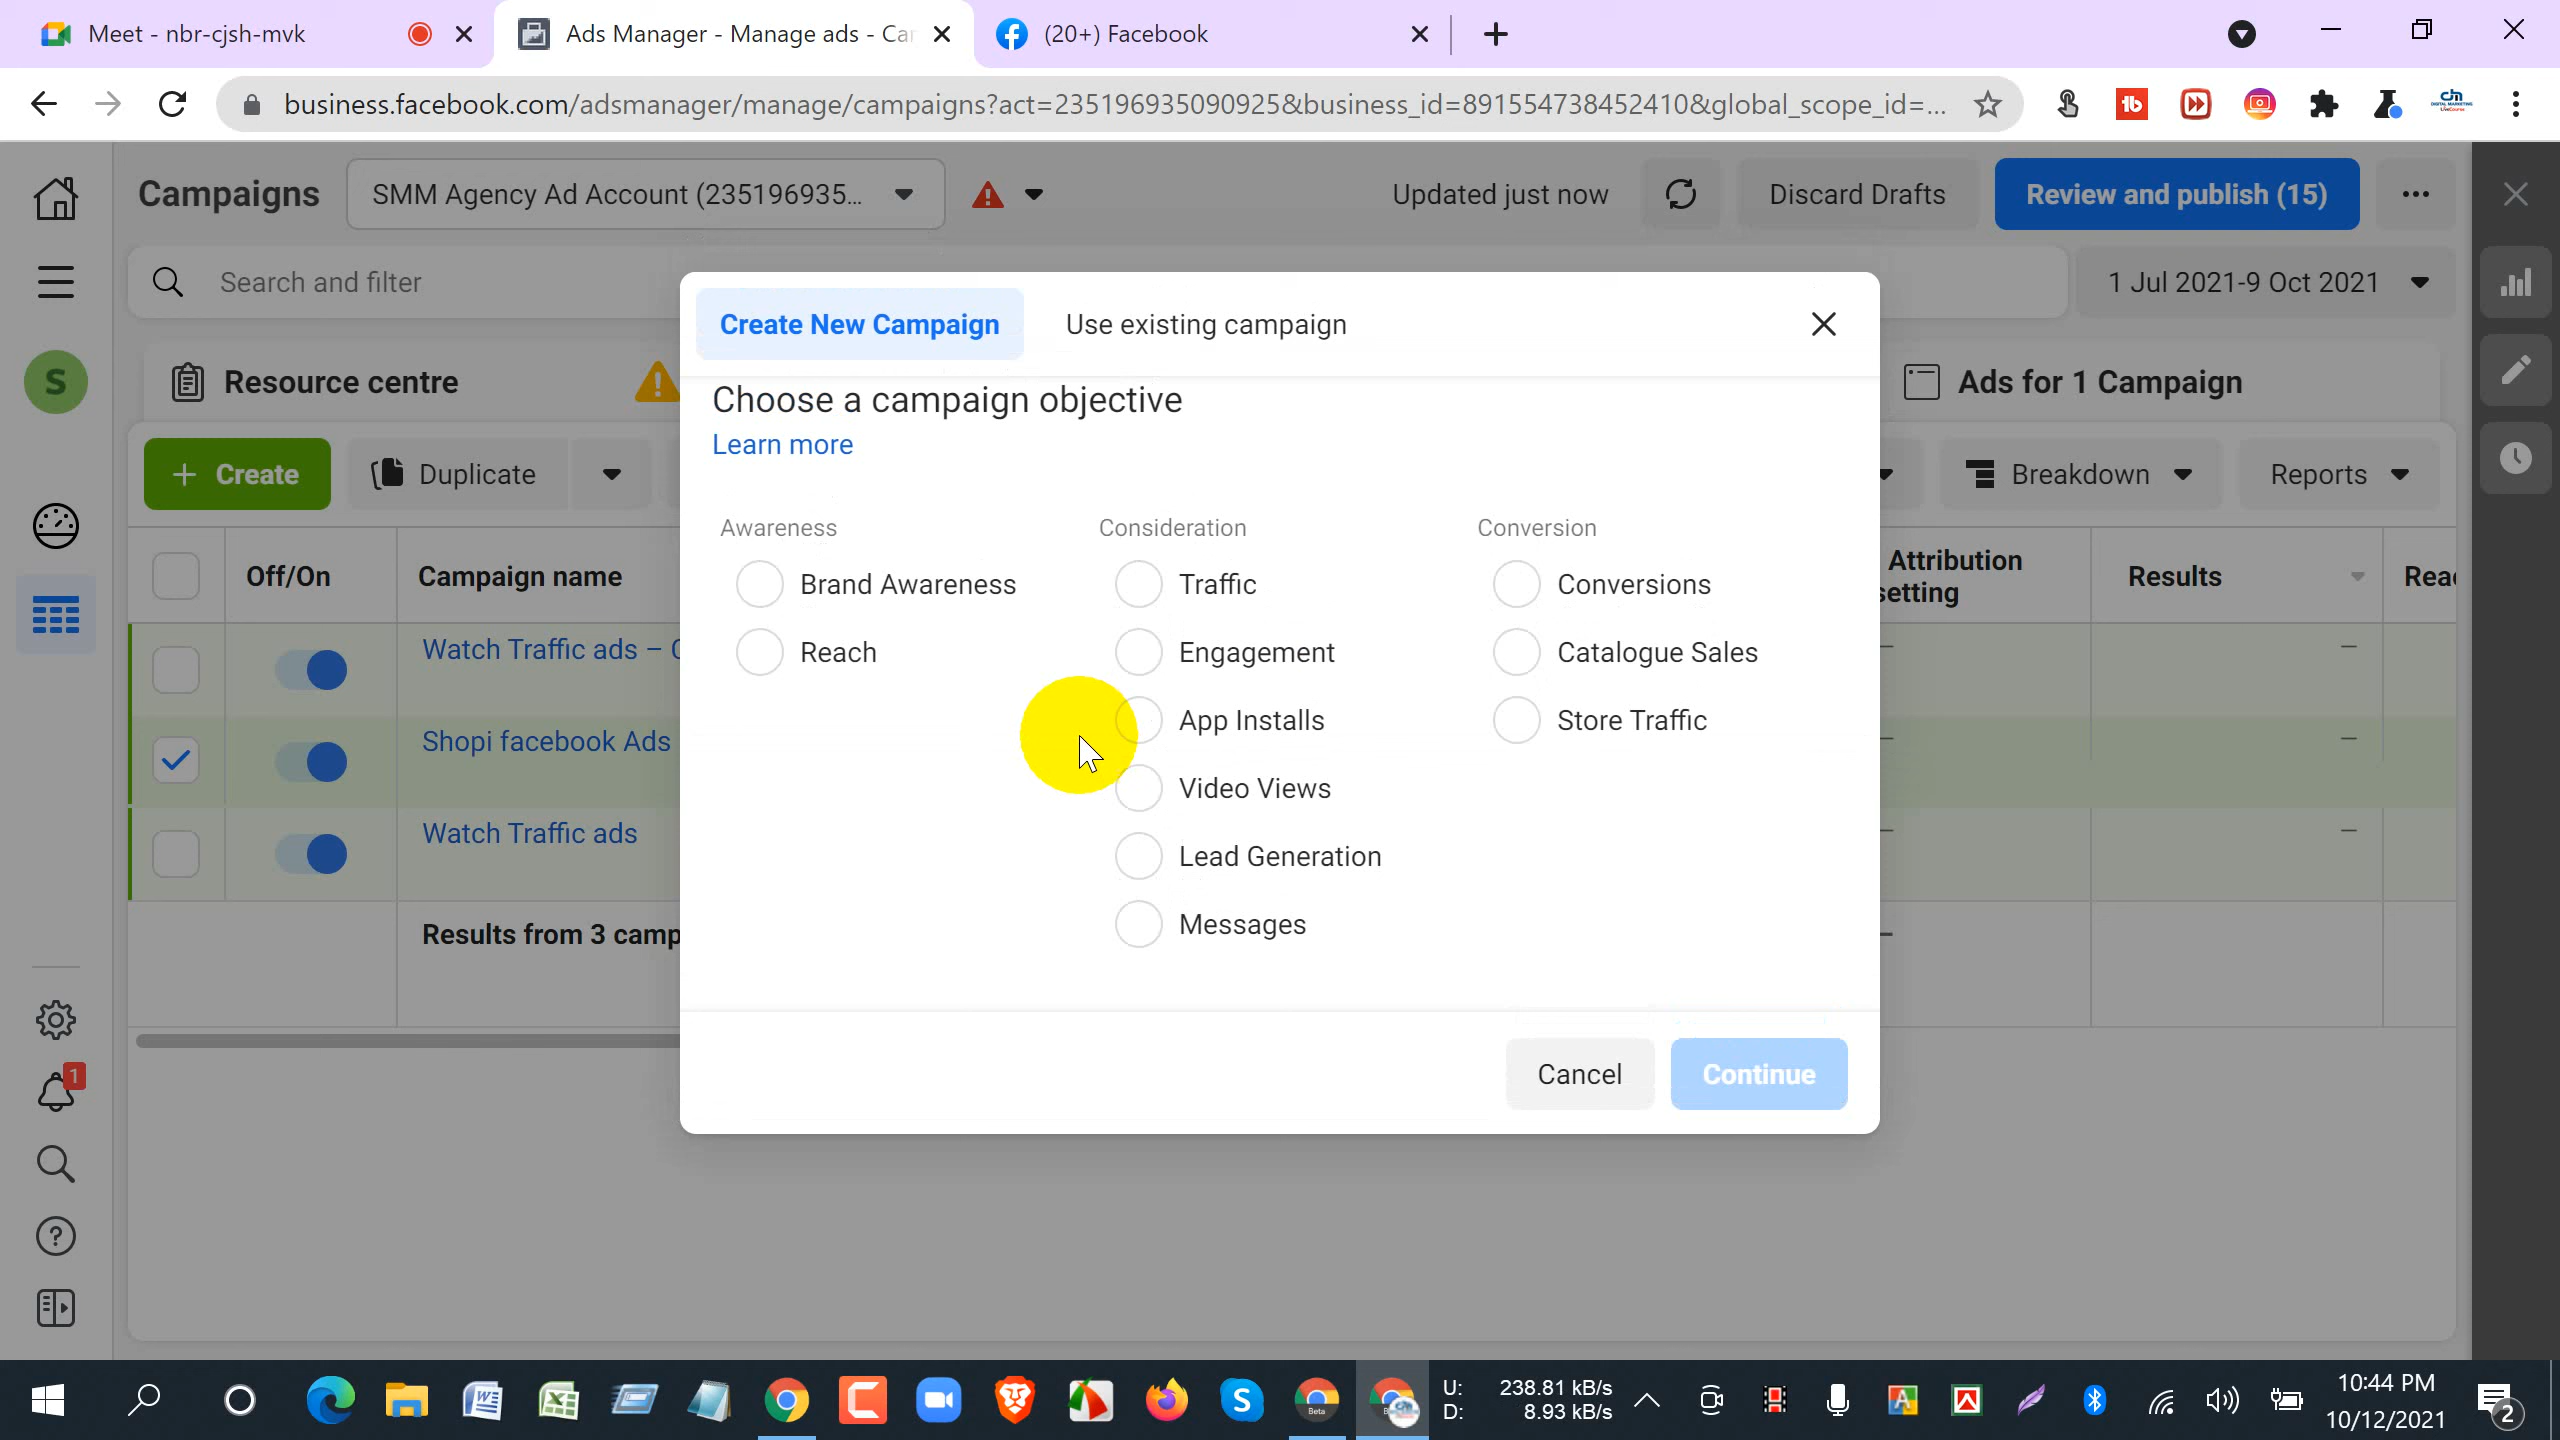 Meet - nbr-cjsh-mvk
Ads Manager - Manage ads - Ca
(20+) Facebook
business.facebook.com/adsmanager/manage/campaigns?act=235196935090925&business_id=891554738452410&global_scope_id=...
Campaigns
SMM Agency Ad Account (235196935...
Updated just now
Discard Drafts
Review and publish (15)
Search and filter
1 Jul 2021-9 Oct 2021
Create New Campaign
Use existing campaign
S
Resource centre
Ads for 1 Campaign
Choose a campaign objective
Learn more
+ Create
Duplicate
Breakdown
Reports
Awareness
Consideration
Conversion
Off/On
Campaign name
Attribution
setting
Results
Reac
Brand Awareness
Traffic
Conversions
Reach
Engagement
Catalogue Sales
App Installs
Store Traffic
Video Views
Lead Generation
Messages
Watch Traffic ads – C
Shopi facebook Ads
Watch Traffic ads
Results from 3 camp
Cancel
Continue
1
U: 238.81 kB/s
D: 8.93 kB/s
10:44 PM
10/12/2021
2